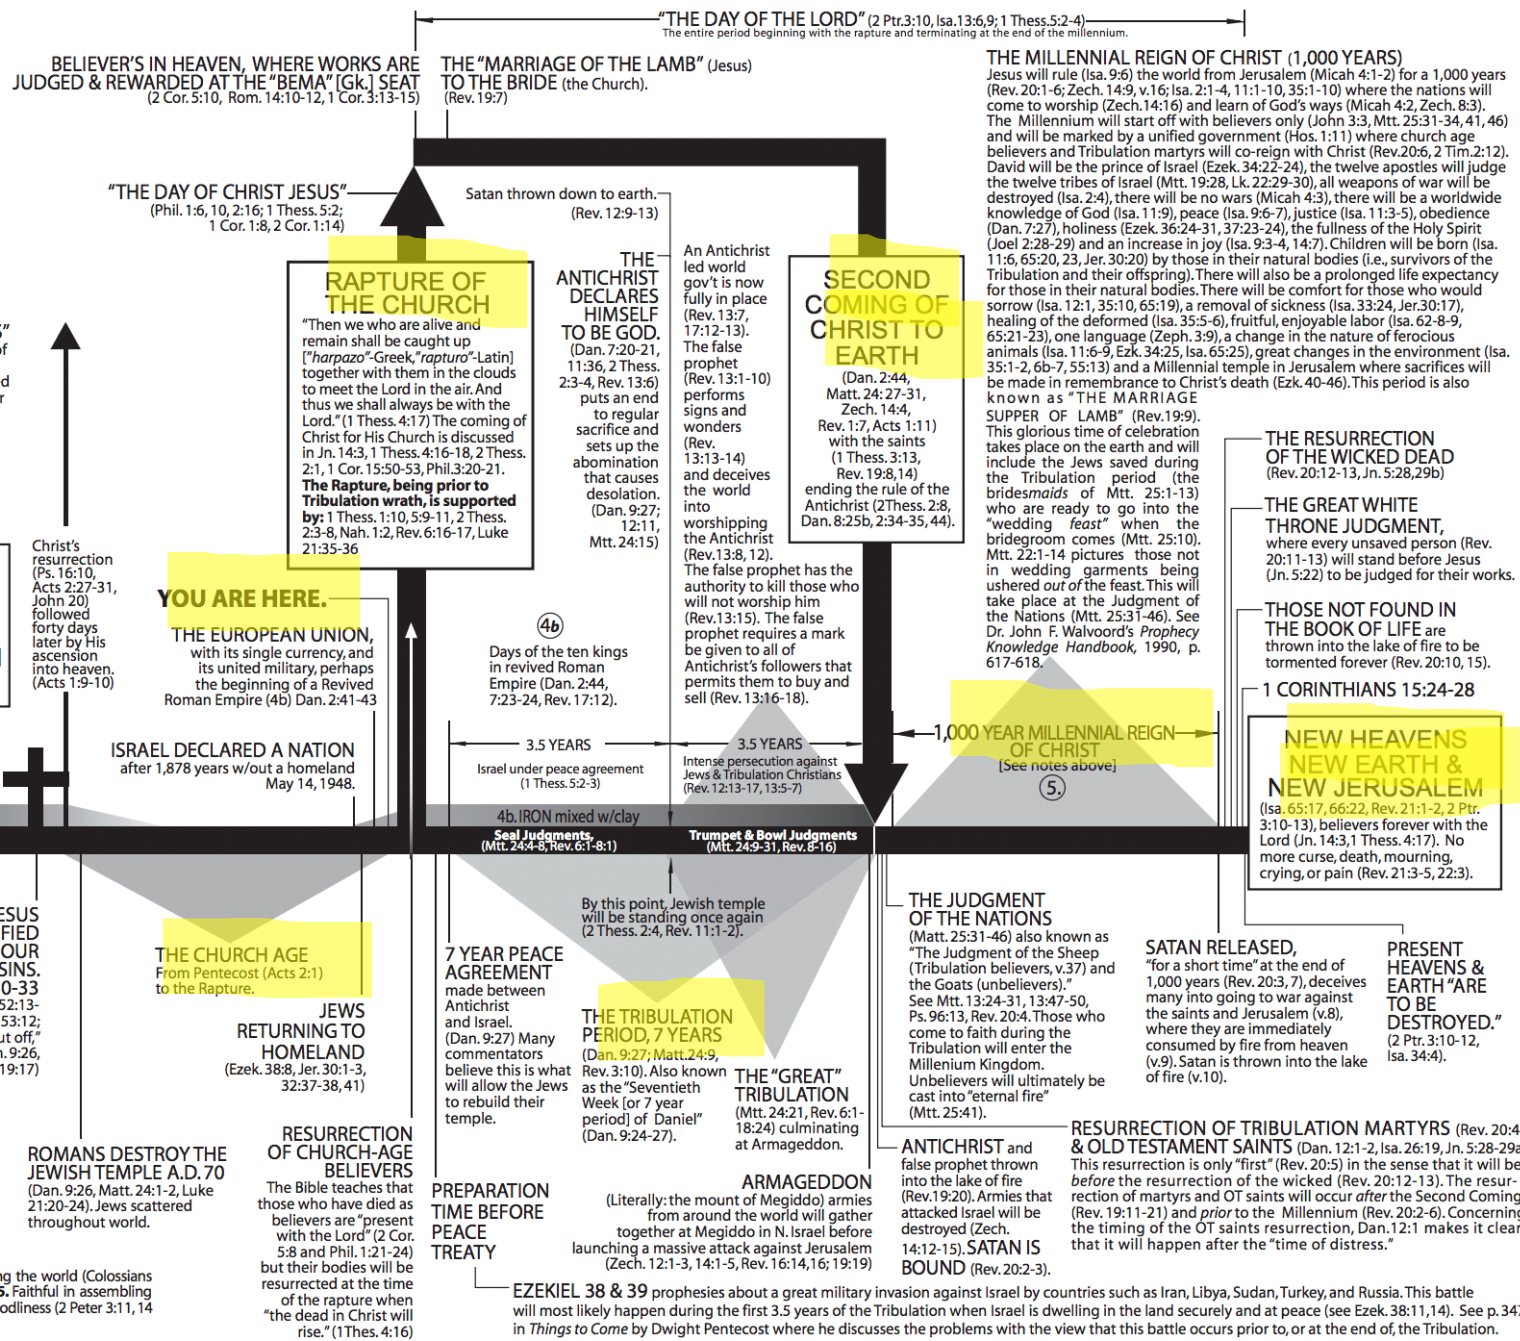 "THE DAY OF THE LORD" (2 Ptr.3:10, Isa.13:6,9; 1 Thess.5:2-4)
The entire period beginning with the rapture and terminating at the end of the millennium.
BELIEVER'S IN HEAVEN, WHERE WORKS ARE
JUDGED & REWARDED AT THE "BEMA" [Gk.] SEAT
(2 Cor. 5:10, Rom. 14:10-12, 1 Cor. 3:13-15)
THE "MARRIAGE OF THE LAMB" (Jesus)
TO THE BRIDE (the Church).
(Rev. 19:7)
THE MILLENNIAL REIGN OF CHRIST (1,000 YEARS)
Jesus will rule (Isa. 9:6) the world from Jerusalem (Micah 4:1-2) for a 1,000 years
(Rev. 20:1-6; Zech. 14:9, v.16; Isa. 2:1-4, 11:1-10, 35:1-10) where the nations will
come to worship (Zech.14:16) and learn of God's ways (Micah 4:2, Zech. 8:3).
The Millennium will start off with believers only (John 3:3, Mtt. 25:31-34, 41, 46)
and will be marked by a unified government (Hos. 1:11) where church age
believers and Tribulation martyrs will co-reign with Christ (Rev.20:6, 2 Tim.2:12).
David will be the prince of Israel (Ezek. 34:22-24), the twelve apostles will judge
the twelve tribes of Israel (Mtt. 19:28, Lk. 22:29-30), all weapons of war will be
destroyed (Isa. 2:4), there will be no wars (Micah 4:3), there will be a worldwide
knowledge of God (Isa. 11:9), peace (Isa. 9:6-7), justice (Isa. 11:3-5), obedience
(Dan. 7:27), holiness (Ezek. 36:24-31, 37:23-24), the fullness of the Holy Spirit
(Joel 2:28-29) and an increase in joy (Isa. 9:3-4, 14:7). Children will be born (Isa.
11:6, 65:20, 23, Jer. 30:20) by those in their natural bodies (i.e., survivors of the
Tribulation and their offspring). There will also be a prolonged life expectancy
for those in their natural bodies. There will be comfort for those who would
sorrow (Isa. 12:1, 35:10, 65:19), a removal of sickness (Isa. 33:24, Jer.30:17),
healing of the deformed (Isa. 35:5-6), fruitful, enjoyable labor (Isa. 62-8-9,
65:21-23), one language (Zeph. 3:9), a change in the nature of ferocious
animals (Isa. 11:6-9, Ezk. 34:25, Isa. 65:25), great changes in the environment (Isa.
35:1-2, 6b-7, 55:13) and a Millennial temple in Jerusalem where sacrifices will
be made in remembrance to Christ's death (Ezk. 40-46). This period is also
known as "THE MARRIAGE
SUPPER OF LAMB" (Rev.19:9).
This glorious time of celebration
takes place on the earth and will
include the Jews saved during
the Tribulation period (the
bridesmaids of Mtt. 25:1-13)
who are ready to go into the
"wedding feast" when the
bridegroom comes (Mtt. 25:10).
Mtt. 22:1-14 pictures those not
in wedding garments being
ushered out of the feast. This will
take place at the Judgment of
the Nations (Mtt. 25:31-46). See
Dr. John F. Walvoord's Prophecy
Knowledge Handbook, 1990, p.
617-618.
"THE DAY OF CHRIST JESUS"
(Phil. 1:6, 10, 2:16; 1 Thess. 5:2;
1 Cor. 1:8, 2 Cor. 1:14)
RAPTURE OF
THE CHURCH
"Then we who are alive and
remain shall be caught up
["harpazo"-Greek,"rapturo"-Latin]
together with them in the clouds
to meet the Lord in the air. And
thus we shall always be with the
Lord." (1 Thess. 4:17) The coming of
Christ for His Church is discussed
in Jn. 14:3, 1 Thess. 4:16-18, 2 Thess.
2:1, 1 Cor. 15:50-53, Phil.3:20-21.
The Rapture, being prior to
Tribulation wrath, is supported
by: 1 Thess. 1:10, 5:9-11, 2 Thess.
2:3-8, Nah. 1:2, Rev. 6:16-17, Luke
21:35-36
Satan thrown down to earth.
(Rev. 12:9-13)
THE
ANTICHRIST
DECLARES
HIMSELF
TO BE GOD.
(Dan. 7:20-21,
11:36, 2 Thess.
2:3-4, Rev. 13:6)
puts an end
to regular
sacrifice and
sets up the
abomination
that causes
desolation.
(Dan. 9:27;
12:11,
Mtt. 24:15)
An Antichrist
led world
gov't is now
fully in place
(Rev. 13:7,
17:12-13).
The false
prophet
(Rev. 13:1-10)
performs
signs and
wonders
(Rev.
13:13-14)
and deceives
the world
into
worshipping
the Antichrist
(Rev.13:8, 12).
The false prophet has the
authority to kill those who
will not worship him
(Rev.13:15). The false
prophet requires a mark
be given to all of
Antichrist's followers that
permits them to buy and
sell (Rev. 13:16-18).
SECOND
COMING OF
CHRIST TO
EARTH
(Dan. 2:44,
Matt. 24: 27-31,
Zech. 14:4,
Rev. 1:7, Acts 1:11)
with the saints
(1 Thess. 3:13,
Rev. 19:8,14)
ending the rule of the
Antichrist (2Thess. 2:8,
Dan. 8:25b, 2:34-35, 44).
THE RESURRECTION
OF THE WICKED DEAD
(Rev. 20:12-13, Jn. 5:28,29b)
THE GREAT WHITE
THRONE JUDGMENT,
where every unsaved person (Rev.
20:11-13) will stand before Jesus
(Jn. 5:22) to be judged for their works.
THOSE NOT FOUND IN
THE BOOK OF LIFE are
thrown into the lake of fire to be
tormented forever (Rev. 20:10, 15).
1 CORINTHIANS 15:24-28
NEW HEAVENS
NEW EARTH &
NEW JERUSALEM
(Isa. 65:17, 66:22, Rev. 21:1-2, 2 Ptr.
3:10-13), believers forever with the
Lord (Jn. 14:3,1 Thess. 4:17). No
more curse, death, mourning,
crying, or pain (Rev. 21:3-5, 22:3).
of
ed
r
Christ's
resurrection
(Ps. 16:10,
Acts 2:27-31,
John 20)
followed
forty days
later by His
ascension
into heaven.
(Acts 1:9-10)
YOU ARE HERE.
THE EUROPEAN UNION,
with its single currency, and
its united military, perhaps
the beginning of a Revived
Roman Empire (4b) Dan. 2:41-43
ISRAEL DECLARED A NATION
after 1,878 years w/out a homeland
May 14, 1948.
4b
Days of the ten kings
in revived Roman
Empire (Dan. 2:44,
7:23-24, Rev. 17:12).
3.5 YEARS
Israel under peace agreement
(1 Thess. 5:2-3)
3.5 YEARS
Intense persecution against
Jews & Tribulation Christians
(Rev. 12:13-17, 13:5-7)
1,000 YEAR MILLENNIAL REIGN
OF CHRIST
[See notes above]
5.
4b. IRON mixed w/clay
Seal Judgments,
(Mtt. 24:4-8, Rev. 6:1-8:1)
Trumpet & Bowl Judgments
(Mtt. 24:9-31, Rev. 8-16)
By this point, Jewish temple
will be standing once again
(2 Thess. 2:4, Rev. 11:1-2).
ESUS
FIED
OUR
SINS.
0-33
52:13-
53:12;
ut off,"
n. 9:26,
19:17)
THE CHURCH AGE
From Pentecost (Acts 2:1)
to the Rapture.
JEWS
RETURNING TO
HOMELAND
(Ezek. 38:8, Jer. 30:1-3,
32:37-38, 41)
7 YEAR PEACE
AGREEMENT
made between
Antichrist
and Israel.
(Dan. 9:27) Many
commentators
believe this is what
will allow the Jews
to rebuild their
temple.
THE TRIBULATION
PERIOD, 7 YEARS
(Dan. 9:27; Matt.24:9,
Rev. 3:10). Also known
as the "Seventieth
Week [or 7 year
period] of Daniel"
(Dan. 9:24-27).
THE "GREAT"
TRIBULATION
(Mtt. 24:21, Rev. 6:1-
18:24) culminating
at Armageddon.
THE JUDGMENT
OF THE NATIONS
(Matt. 25:31-46) also known as
"The Judgment of the Sheep
(Tribulation believers, v.37) and
the Goats (unbelievers)."
See Mtt. 13:24-31, 13:47-50,
Ps. 96:13, Rev. 20:4. Those who
come to faith during the
Tribulation will enter the
Millenium Kingdom.
Unbelievers will ultimately be
cast into "eternal fire"
(Mtt. 25:41).
SATAN RELEASED,
"for a short time" at the end of
1,000 years (Rev. 20:3, 7), deceives
many into going to war against
the saints and Jerusalem (v.8),
where they are immediately
consumed by fire from heaven
(v.9). Satan is thrown into the lake
of fire (v.10).
PRESENT
HEAVENS &
EARTH "ARE
TO BE
DESTROYED."
(2 Ptr. 3:10-12,
Isa. 34:4).
ROMANS DESTROY THE
JEWISH TEMPLE A.D. 70
(Dan. 9:26, Matt. 24:1-2, Luke
21:20-24). Jews scattered
throughout world.
RESURRECTION
OF CHURCH-AGE
BELIEVERS
The Bible teaches that
those who have died as
believers are "present
with the Lord" (2 Cor.
5:8 and Phil. 1:21-24)
but their bodies will be
resurrected at the time
of the rapture when
"the dead in Christ will
rise." (1Thes. 4:16)
PREPARATION
TIME BEFORE
PEACE
TREATY
ARMAGEDDON
(Literally: the mount of Megiddo) armies
from around the world will gather
together at Megiddo in N. Israel before
launching a massive attack against Jerusalem
(Zech. 12:1-3, 14:1-5, Rev. 16:14,16; 19:19)
ANTICHRIST and
false prophet thrown
into the lake of fire
(Rev.19:20). Armies that
attacked Israel will be
destroyed (Zech.
14:12-15). SATAN IS
BOUND (Rev. 20:2-3).
RESURRECTION OF TRIBULATION MARTYRS (Rev. 20:4
& OLD TESTAMENT SAINTS (Dan. 12:1-2, Isa. 26:19, Jn. 5:28-29a
This resurrection is only "first" (Rev. 20:5) in the sense that it will be
before the resurrection of the wicked (Rev. 20:12-13). The resur-
rection of martyrs and OT saints will occur after the Second Coming
(Rev. 19:11-21) and prior to the Millennium (Rev. 20:2-6). Concerning
the timing of the OT saints resurrection, Dan.12:1 makes it clear
that it will happen after the "time of distress."
ng the world (Colossians
5. Faithful in assembling
odliness (2 Peter 3:11, 14
EZEKIEL 38 & 39 prophesies about a great military invasion against Israel by countries such as Iran, Libya, Sudan, Turkey, and Russia. This battle
will most likely happen during the first 3.5 years of the Tribulation when Israel is dwelling in the land securely and at peace (see Ezek. 38:11,14). See p.347
in Things to Come by Dwight Pentecost where he discusses the problems with the view that this battle occurs prior to, or at the end of, the Tribulation.